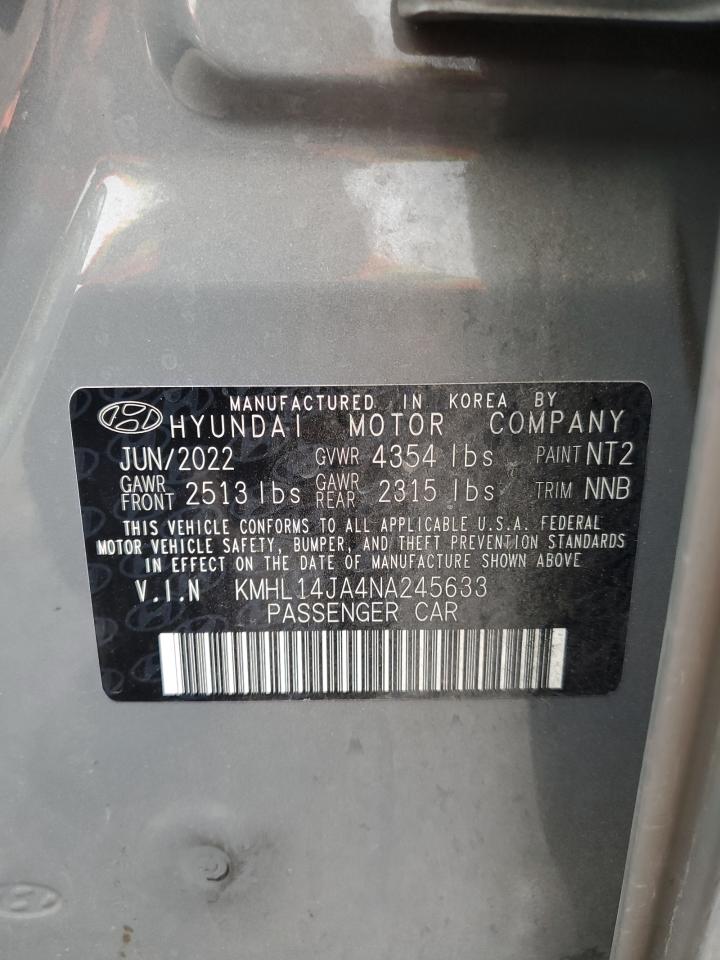 MANUFACTURED IN KOREA BY
HYUNDAI MOTOR COMPANY
JUN/2022 GVWR 4354 lbs PAINT NT2
GAWR FRONT 2513 lbs GAWR REAR 2315 lbs TRIM NNB
THIS VEHICLE CONFORMS TO ALL APPLICABLE U.S.A. FEDERAL
MOTOR VEHICLE SAFETY, BUMPER, AND THEFT PREVENTION STANDARDS
IN EFFECT ON THE DATE OF MANUFACTURE SHOWN ABOVE
V.I.N KMHL14JA4NA245633
PASSENGER CAR